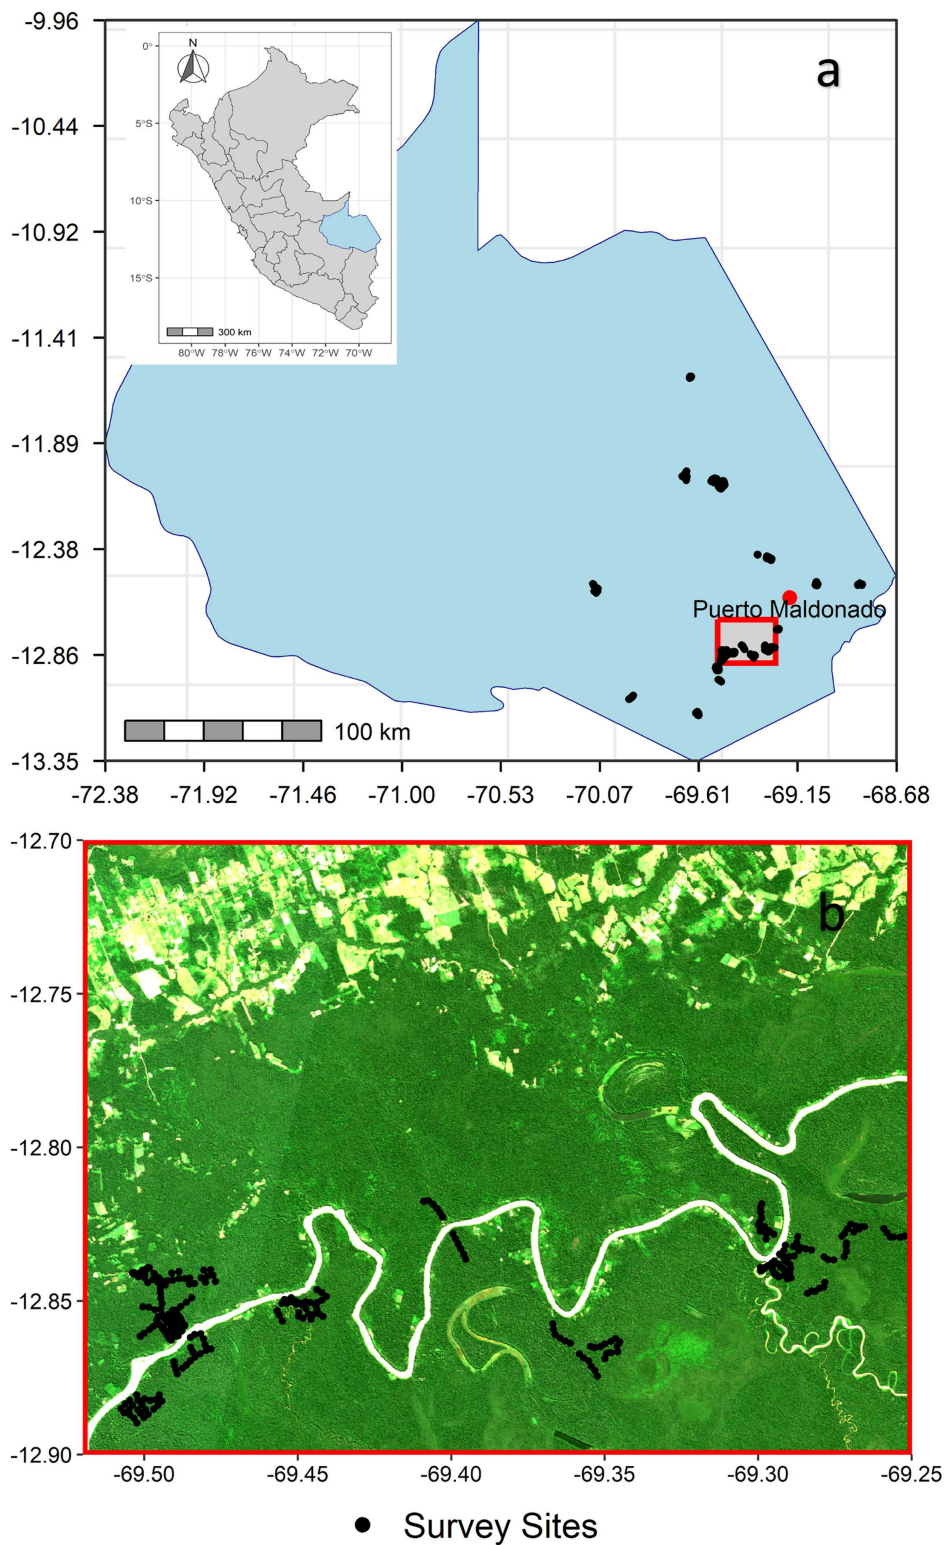 -9.96
-10.44
-10.92
-11.41
-11.89
-12.38
-12.86
-13.35
a
N
0°
5°S
10°S
15°S
300 km
80°W 78°W 76°W 74°W 72°W 70°W
Puerto Maldonado
100 km
-72.38 -71.92 -71.46 -71.00 -70.53 -70.07 -69.61 -69.15 -68.68
-12.70
-12.75
-12.80
-12.85
-12.90
b
-69.50 -69.45 -69.40 -69.35 -69.30 -69.25
Survey Sites